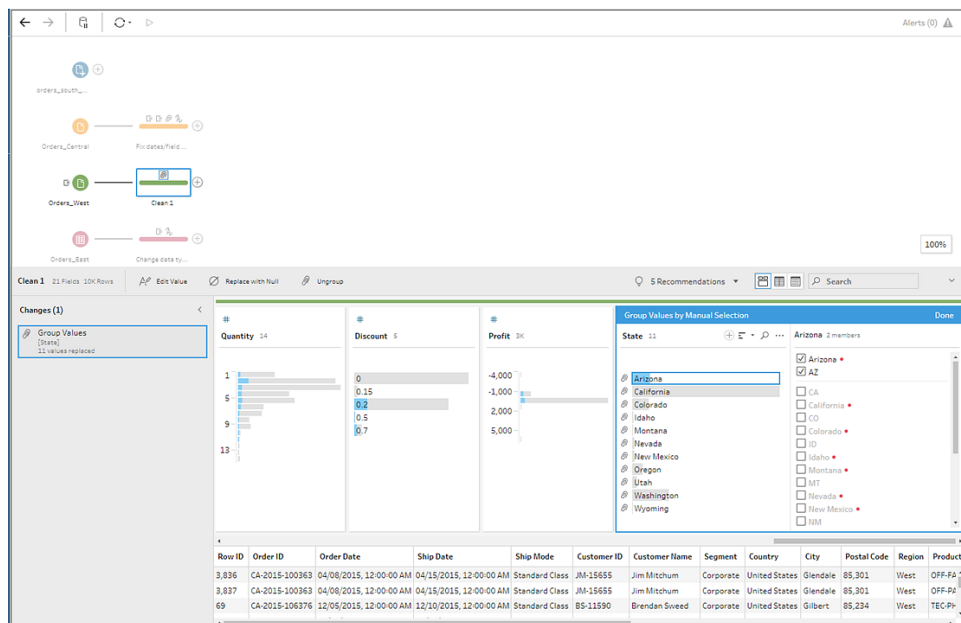 Alerts (0)
orders_south_...
Orders_Central
Fix dates/field ...
Orders_West
Clean 1
Orders_East
Change data ty...
100%
Clean 1 21 Fields 10K Rows Edit Value Replace with Null Ungroup 5 Recommendations Search
Changes (1)
Group Values
[State]
11 values replaced
# Quantity 14
1
5
9
13
# Discount 5
0
0.15
0.2
0.5
0.7
# Profit 3K
-4,000
-1,000
2,000
5,000
Group Values by Manual Selection Done
State 11
Arizona
California
Colorado
Idaho
Montana
Nevada
New Mexico
Oregon
Utah
Washington
Wyoming
Arizona 2 members
Arizona
AZ
CA
California
CO
Colorado
ID
Idaho
Montana
MT
Nevada
New Mexico
NM
Row ID Order ID Order Date Ship Date Ship Mode Customer ID Customer Name Segment Country City Postal Code Region Product
3,836 CA-2015-100363 04/08/2015, 12:00:00 AM 04/15/2015, 12:00:00 AM Standard Class JM-15655 Jim Mitchum Corporate United States Glendale 85,301 West OFF-FA
3,837 CA-2015-100363 04/08/2015, 12:00:00 AM 04/15/2015, 12:00:00 AM Standard Class JM-15655 Jim Mitchum Corporate United States Glendale 85,301 West OFF-PA
69 CA-2015-106376 12/05/2015, 12:00:00 AM 12/10/2015, 12:00:00 AM Standard Class BS-11590 Brendan Sweed Corporate United States Gilbert 85,234 West TEC-PH